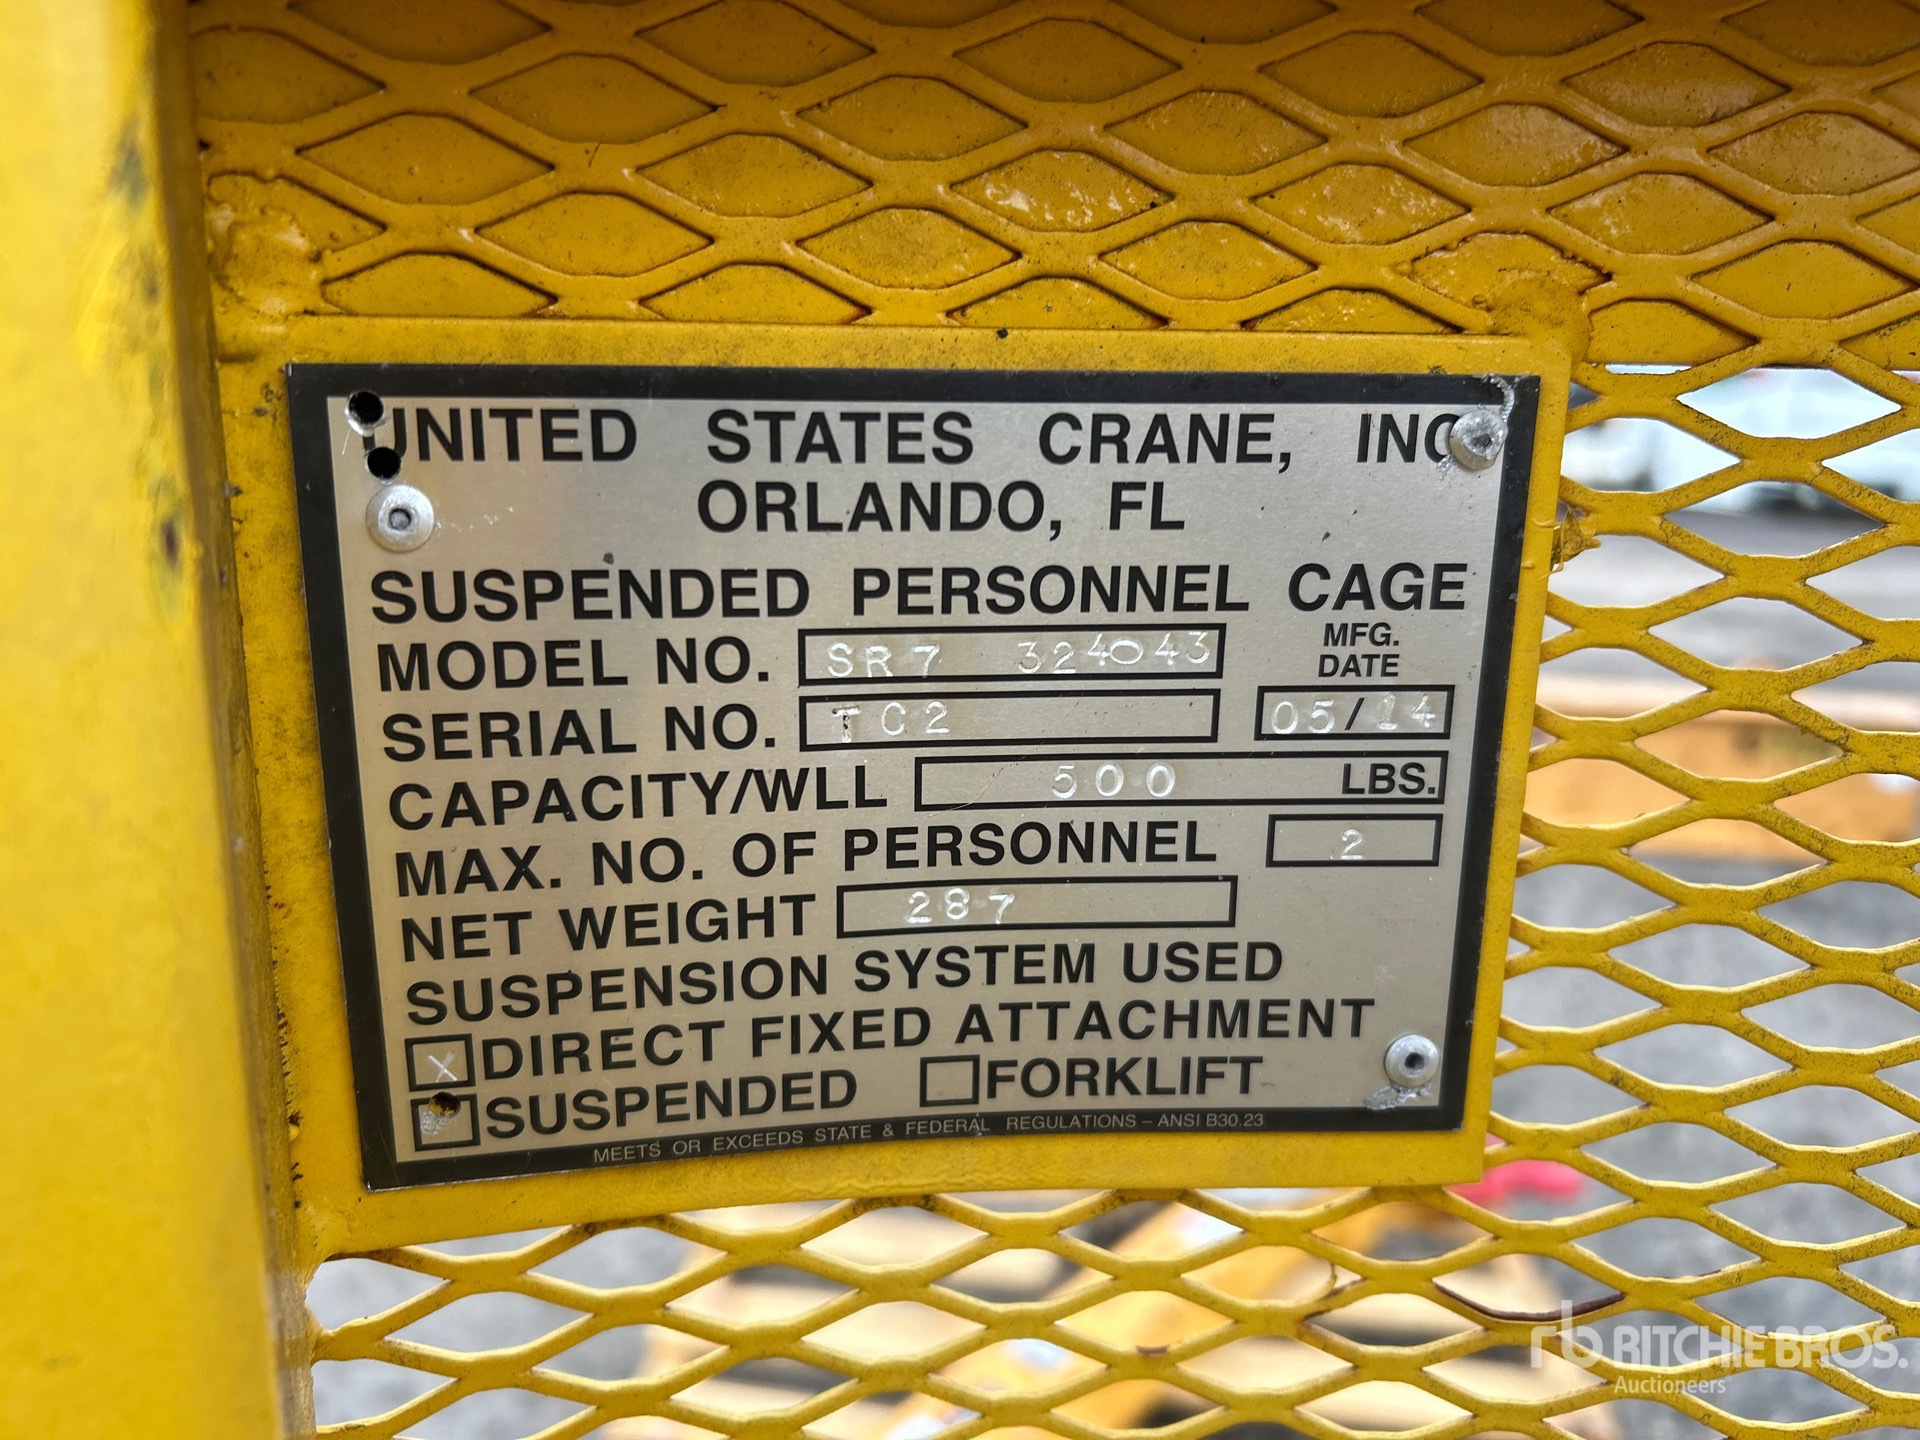 UNITED STATES CRANE, INC
ORLANDO, FL
SUSPENDED PERSONNEL CAGE
MODEL NO. SR7 324043 MFG. DATE
SERIAL NO. TC2 05/14
CAPACITY/WLL 500 LBS.
MAX. NO. OF PERSONNEL 2
NET WEIGHT 287
SUSPENSION SYSTEM USED
X DIRECT FIXED ATTACHMENT
SUSPENDED FORKLIFT
MEETS OR EXCEEDS STATE & FEDERAL REGULATIONS – ANSI B30.23
rb RITCHIE BROS.
Auctioneers